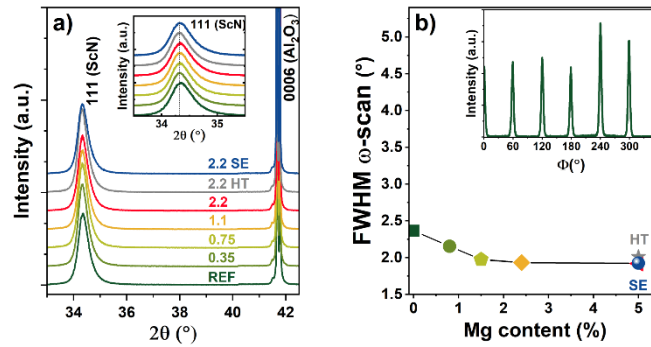 a)
Intensity (a.u.)
111 (ScN)
0006 (Al₂O₃)
2.2 SE
2.2 HT
2.2
1.1
0.75
0.35
REF
34 36 38 40 42
2θ (°)
Intensity (a.u.)
111 (ScN)
34 35
2θ (°)
b)
FWHM ω-scan (°)
5.0
4.5
4.0
3.5
3.0
2.5
2.0
1.5
0 1 2 3 4 5
Mg content (%)
HT
SE
Intensity (a.u.)
0 60 120 180 240 300
Φ(°)